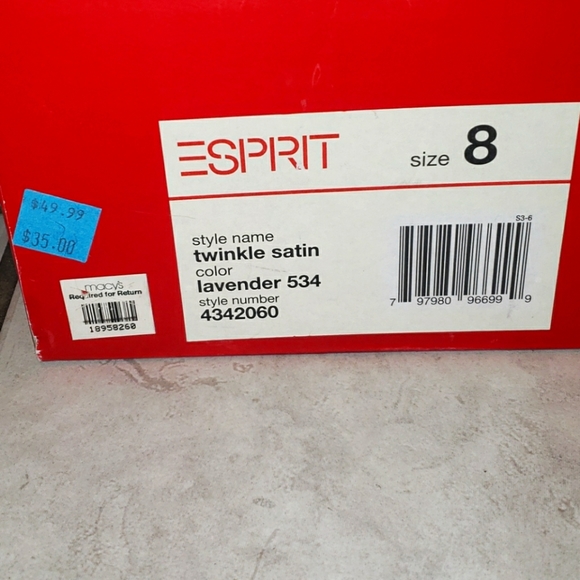 ESPRIT
size 8
$49.99
$35.00
style name
twinkle satin
color
lavender 534
style number
4342060
S3-6
7 97980 96699 9
macy's
Required for Return
18958260